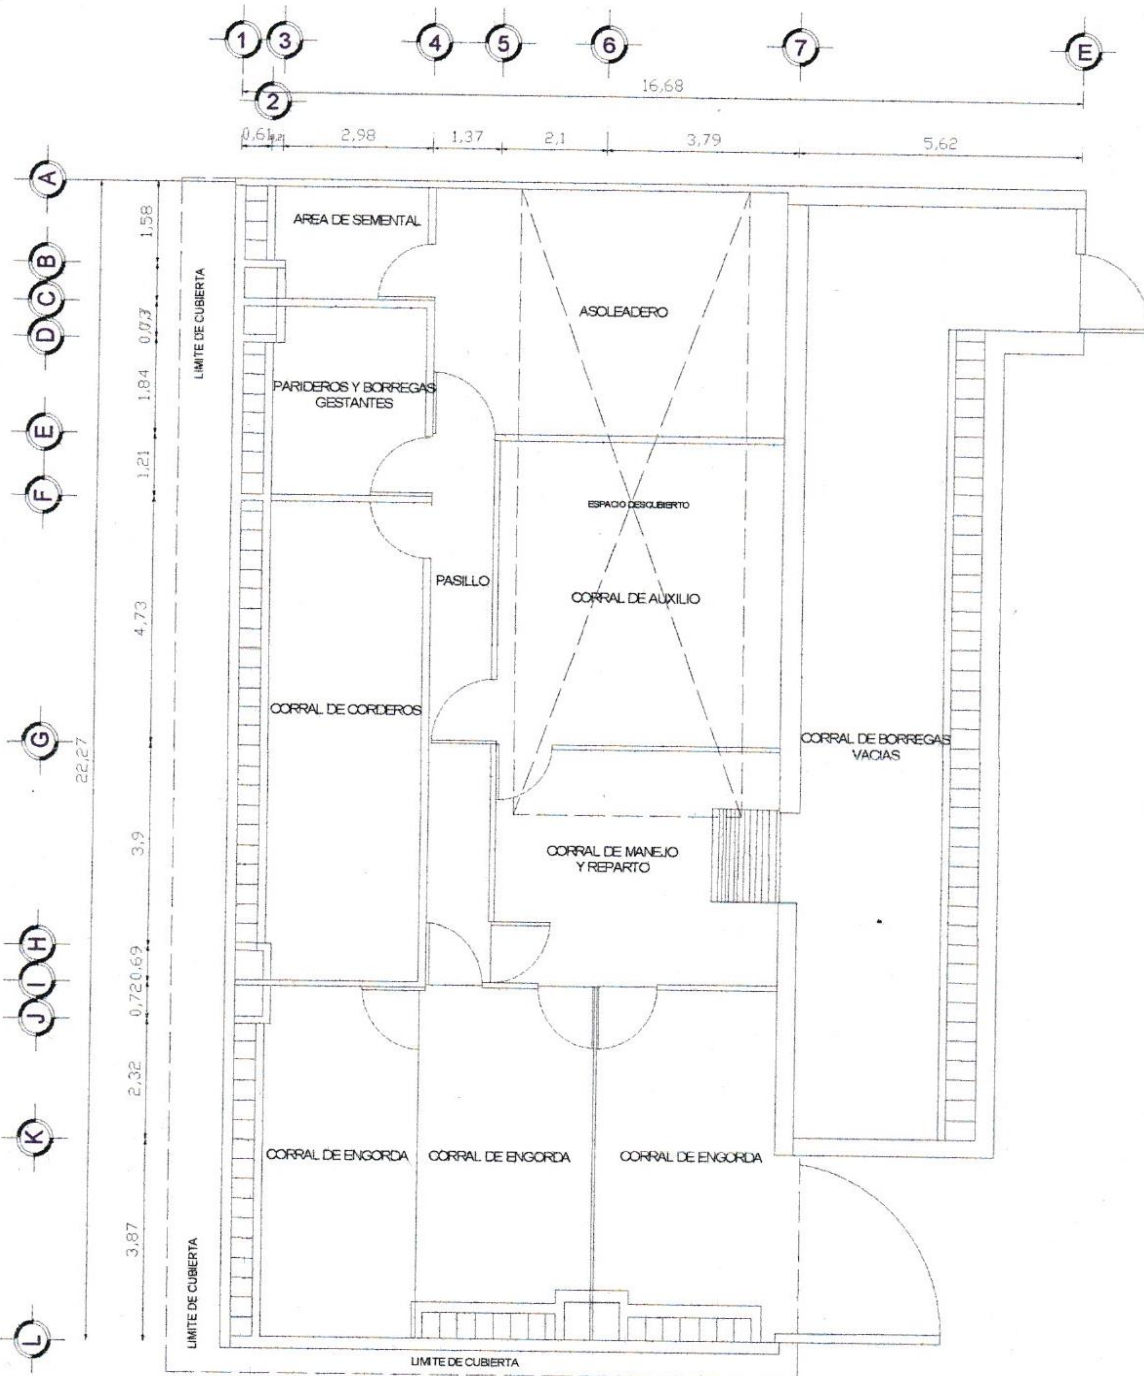 1
3
4
5
6
7
E
2
16,68
0,61
2,98
1,37
2,1
3,79
5,62
A
B
C
D
E
F
G
H
I
J
K
L
1,58
1,84
1,21
4,73
3,9
0,69
0,72
2,32
3,87
22,27
LIMITE DE CUBIERTA
AREA DE SEMENTAL
ASOLEADERO
PARIDEROS Y BORREGAS
GESTANTES
ESPACIO DESCUBIERTO
PASILLO
CORRAL DE AUXILIO
CORRAL DE CORDEROS
CORRAL DE BORREGAS
VACIAS
CORRAL DE MANEJO
Y REPARTO
CORRAL DE ENGORDA
CORRAL DE ENGORDA
CORRAL DE ENGORDA
LIMITE DE CUBIERTA
LIMITE DE CUBIERTA